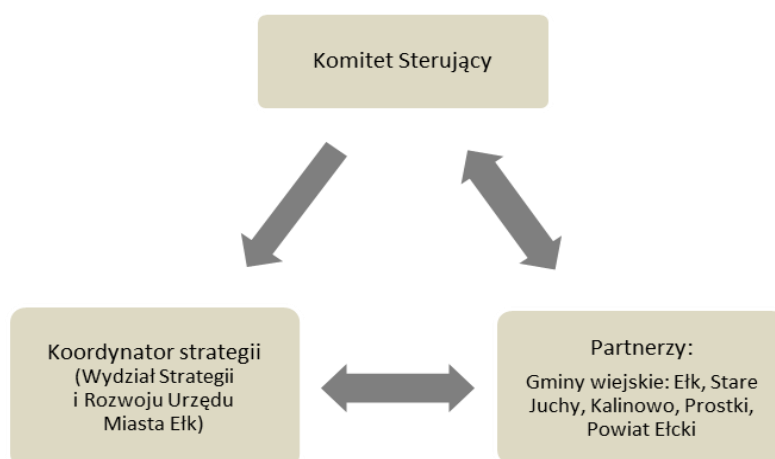 Komitet Sterujący
Koordynator strategii
(Wydział Strategii
i Rozwoju Urzędu
Miasta Ełk)
Partnerzy:
Gminy wiejskie: Ełk, Stare
Juchy, Kalinowo, Prostki,
Powiat Ełcki